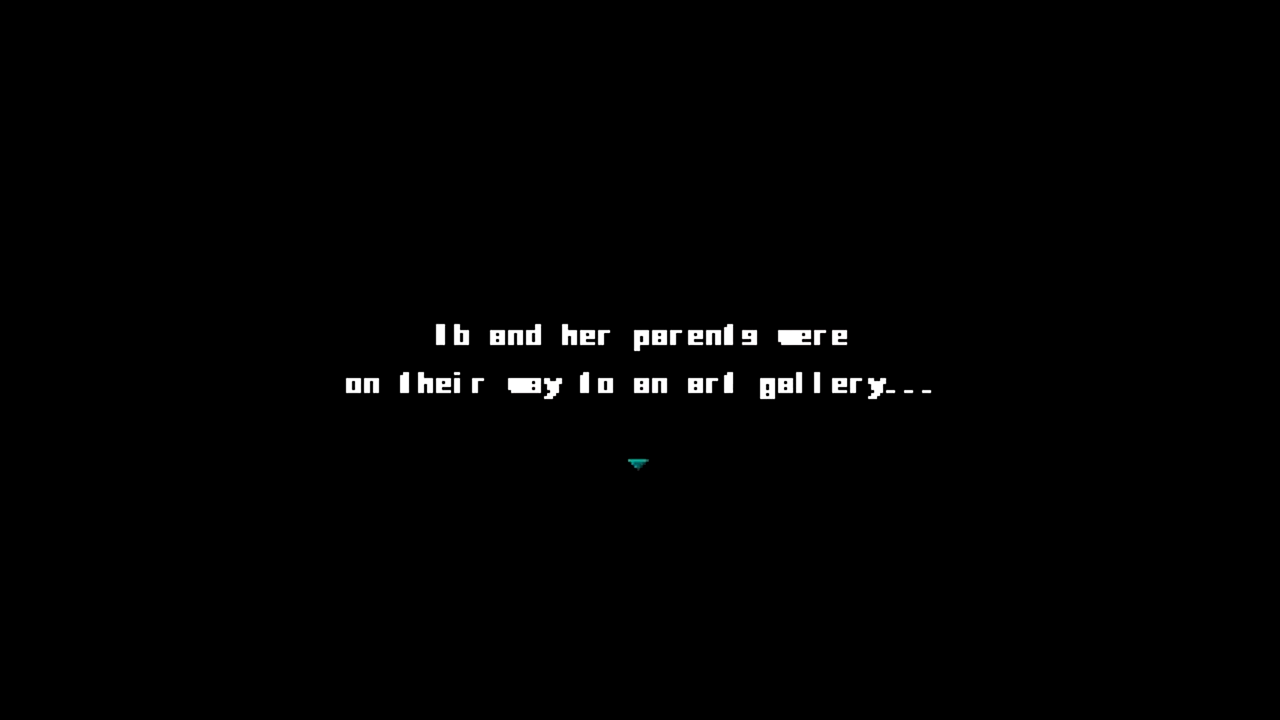 Ib and her parents were
on their way to an art gallery...